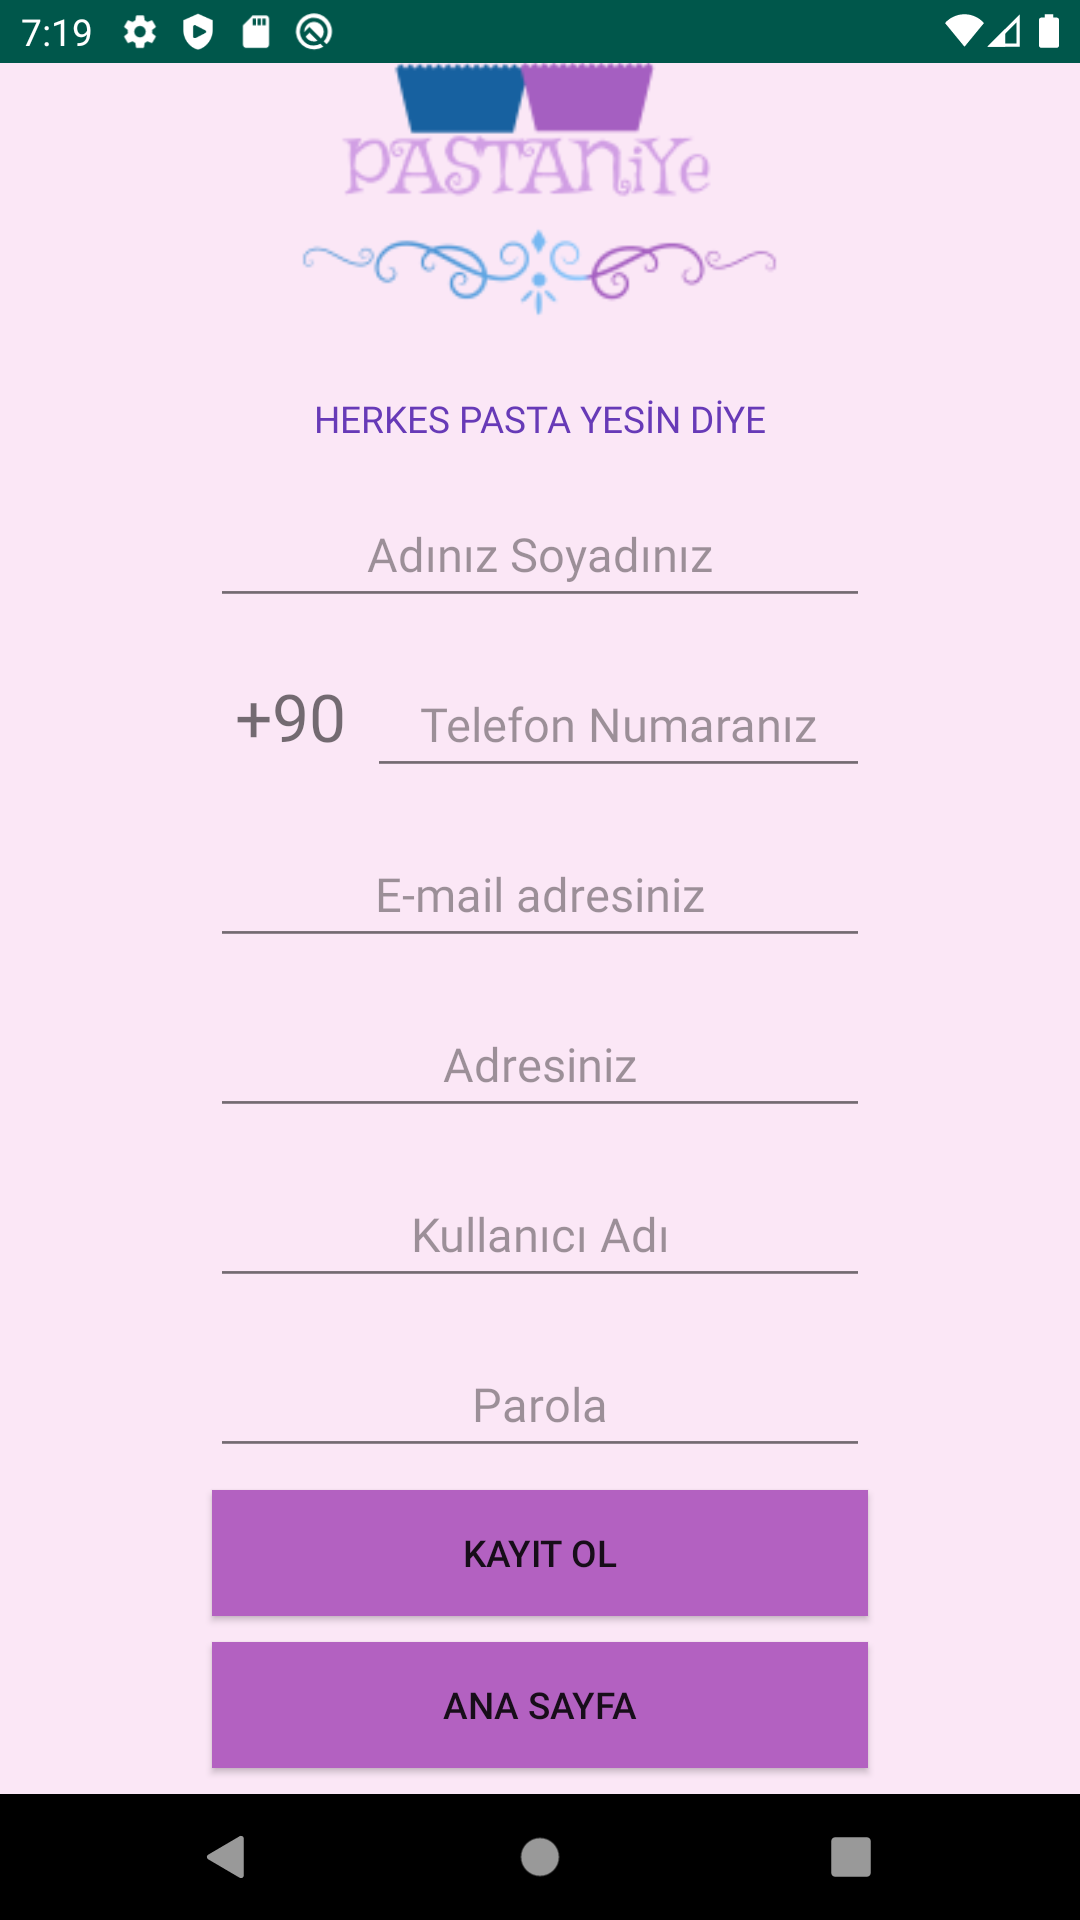 7:19
PASTANiYe
HERKES PASTA YESİN DİYE
Adınız Soyadınız
+90 Telefon Numaranız
E-mail adresiniz
Adresiniz
Kullanıcı Adı
Parola
KAYIT OL
ANA SAYFA